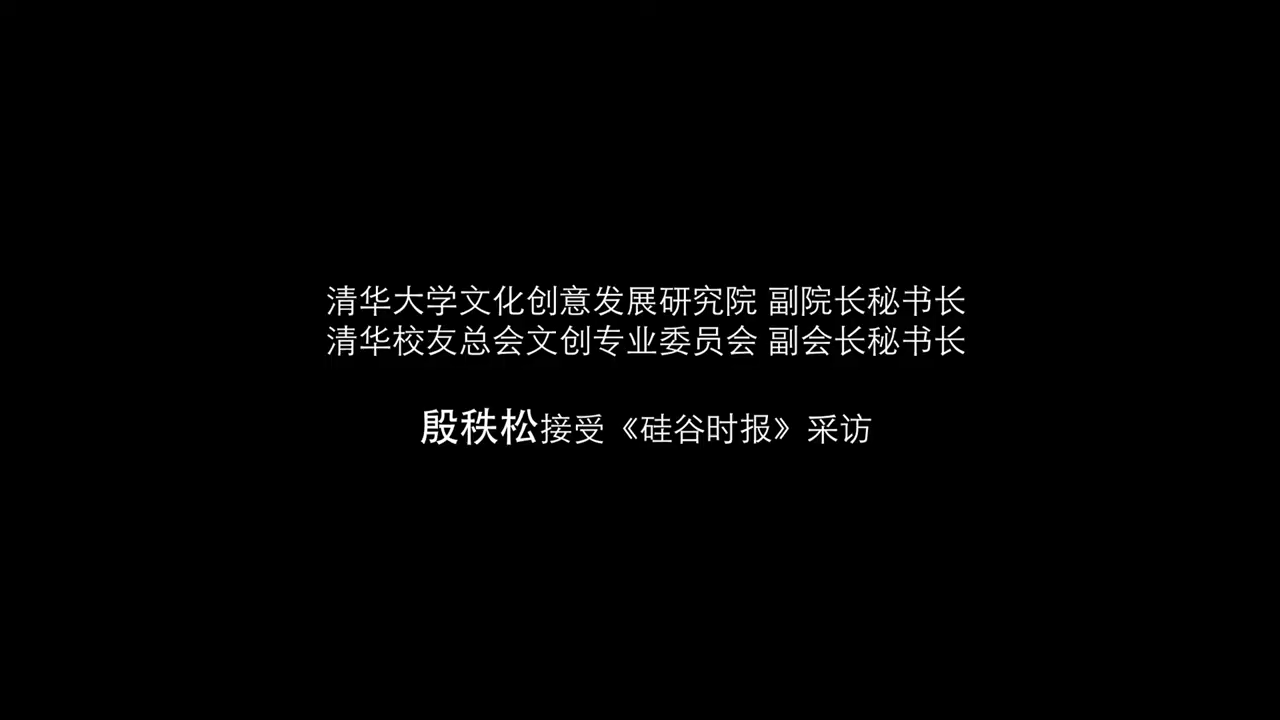 清华大学文化创意发展研究院 副院长秘书长
清华校友总会文创专业委员会 副会长秘书长
殷秩松接受《硅谷时报》采访